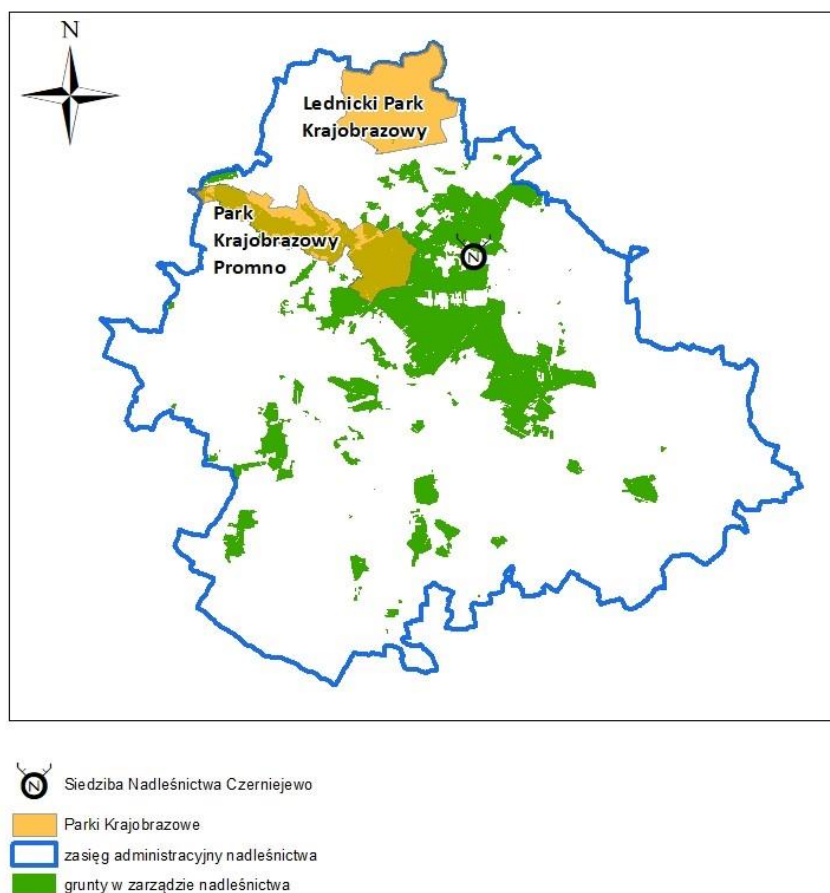 N
Lednicki Park
Krajobrazowy
Park
Krajobrazowy
Promno
N
N
Siedziba Nadleśnictwa Czerniejewo
Parki Krajobrazowe
zasięg administracyjny nadleśnictwa
grunty w zarządzie nadleśnictwa